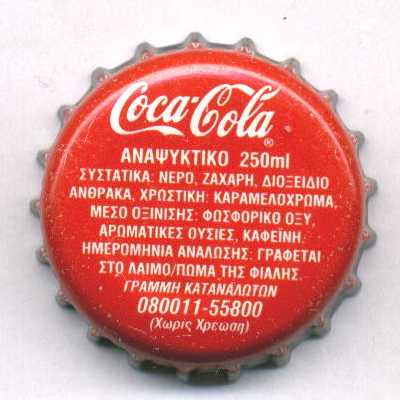 Coca-Cola®
ΑΝΑΨΥΚΤΙΚΟ 250ml
ΣΥΣΤΑΤΙΚΑ: ΝΕΡΟ, ΖΑΧΑΡΗ, ΔΙΟΞΕΙΔΙΟ
ΑΝΘΡΑΚΑ, ΧΡΩΣΤΙΚΗ: ΚΑΡΑΜΕΛΟΧΡΩΜΑ,
ΜΕΣΟ ΟΞΙΝΙΣΗΣ: ΦΩΣΦΟΡΙΚΟ ΟΞΥ,
ΑΡΩΜΑΤΙΚΕΣ ΟΥΣΙΕΣ, ΚΑΦΕΪΝΗ.
ΗΜΕΡΟΜΗΝΙΑ ΑΝΑΛΩΣΗΣ: ΓΡΑΦΕΤΑΙ
ΣΤΟ ΛΑΙΜΟ/ΠΩΜΑ ΤΗΣ ΦΙΑΛΗΣ.
ΓΡΑΜΜΗ ΚΑΤΑΝΑΛΩΤΩΝ
080011-55800
(Χωρίς Χρέωση)